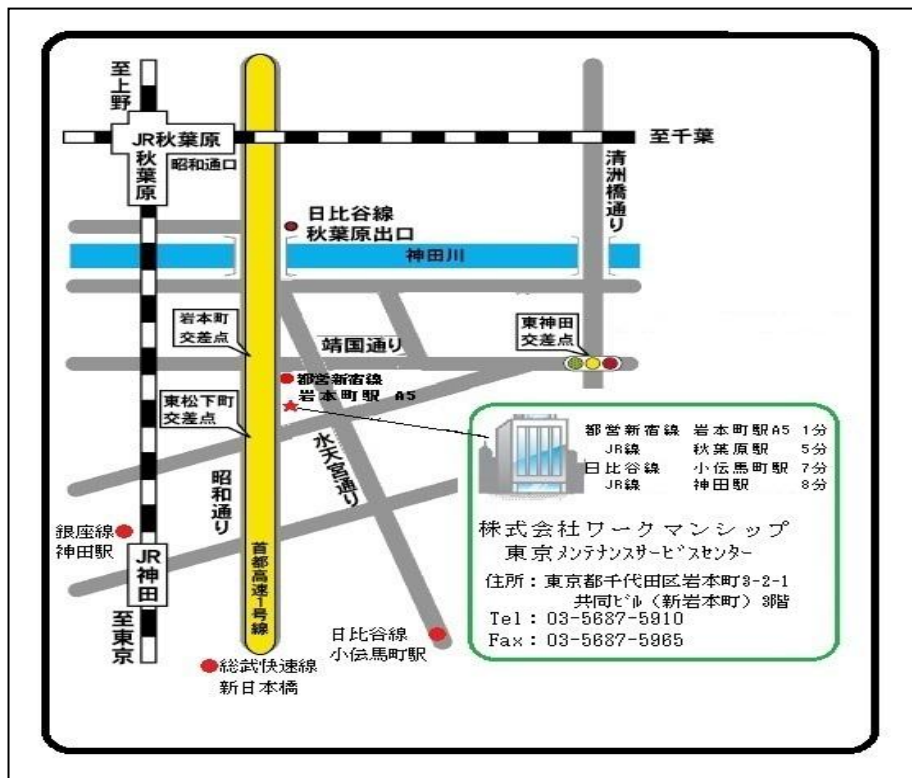 至上野
JR秋葉原
秋葉原
昭和通口
至千葉
清洲橋通り
日比谷線
秋葉原出口
神田川
岩本町
交差点
靖国通り
東神田
交差点
都営新宿線
岩本町駅 A5
東松下町
交差点
水天宮通り
昭和通り
首都高速1号線
銀座線
神田駅
JR神田
至東京
日比谷線
小伝馬町駅
総武快速線
新日本橋
都営新宿線 岩本町駅A5 1分
JR線 秋葉原駅 5分
日比谷線 小伝馬町駅 7分
JR線 神田駅 8分
株式会社ワークマンシップ
東京メンテナンスサービスセンター
住所：東京都千代田区岩本町3-2-1
共同ビル（新岩本町）3階
Tel：03-5687-5910
Fax：03-5687-5965